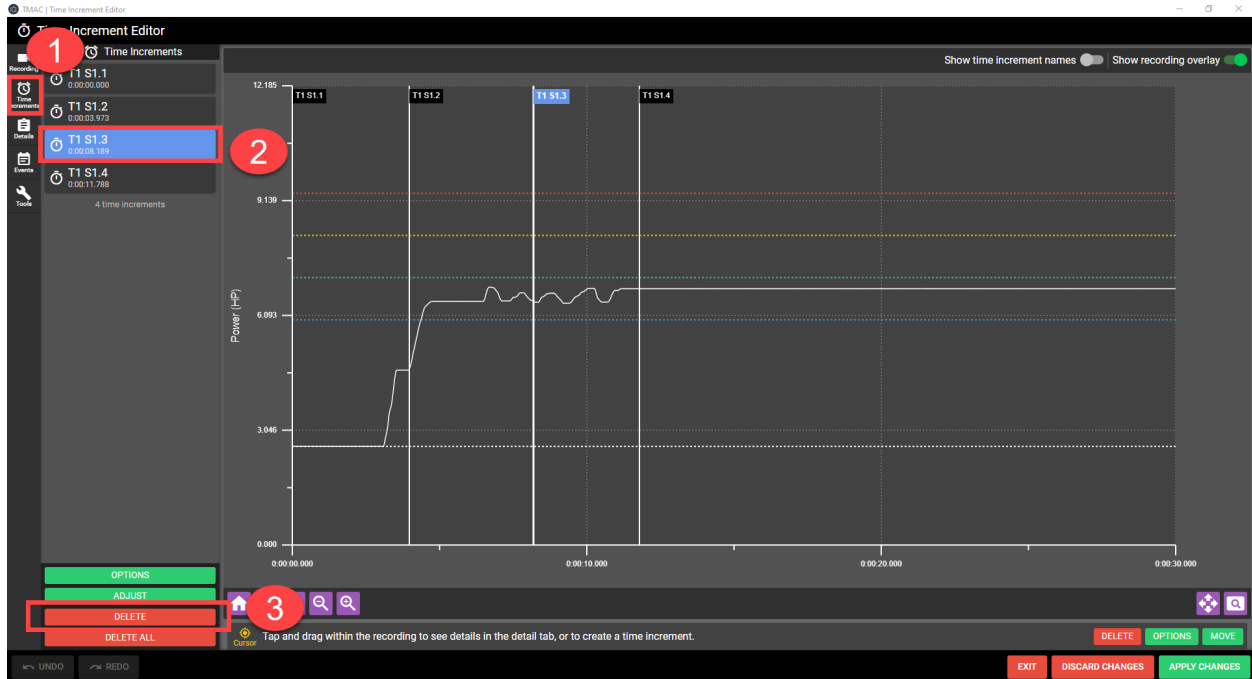 TMAC | Time Increment Editor
Increment Editor
1
Time Increments
Recording
T1 S1.1
0:00:00.000
Time
T1 S1.2
0:00:03.973
Details
T1 S1.3
0:00:08.189
2
Events
T1 S1.4
0:00:11.788
Tools
4 time increments
Show time increment names
Show recording overlay
12.185
T1 S1.1
T1 S1.2
T1 S1.3
T1 S1.4
9.139
6.093
3.046
0.000
Power (HP)
0:00:00.000
0:00:10.000
0:00:20.000
0:00:30.000
OPTIONS
ADJUST
DELETE
3
DELETE ALL
Cursor
Tap and drag within the recording to see details in the detail tab, or to create a time increment.
DELETE
OPTIONS
MOVE
UNDO
REDO
EXIT
DISCARD CHANGES
APPLY CHANGES